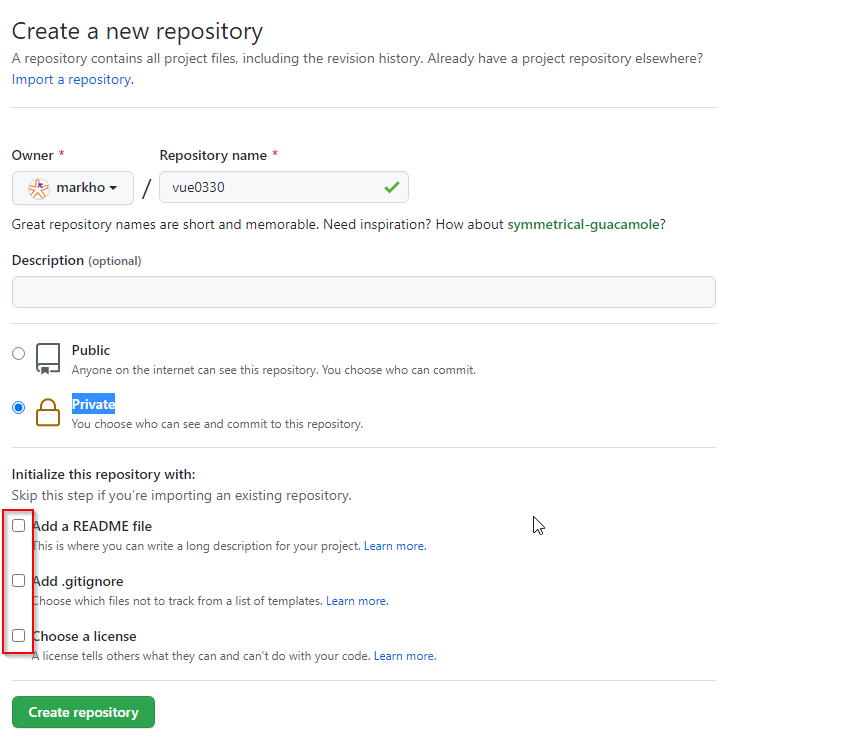 Create a new repository
A repository contains all project files, including the revision history. Already have a project repository elsewhere?
Import a repository.
Owner *
Repository name *
markho
/
vue0330
Great repository names are short and memorable. Need inspiration? How about symmetrical-guacamole?
Description (optional)
Public
Anyone on the internet can see this repository. You choose who can commit.
Private
You choose who can see and commit to this repository.
Initialize this repository with:
Skip this step if you're importing an existing repository.
Add a README file
This is where you can write a long description for your project. Learn more.
Add .gitignore
Choose which files not to track from a list of templates. Learn more.
Choose a license
A license tells others what they can and can't do with your code. Learn more.
Create repository